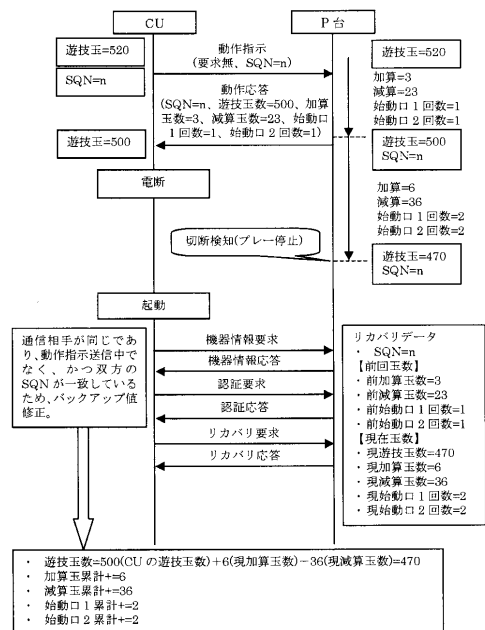 CU
P台
遊技玉=520
SQN=n
動作指示
(要求無、SQN=n)
遊技玉=520
加算=3
減算=23
始動口1回数=1
始動口2回数=1
動作応答
(SQN=n、遊技玉数=500、加算
玉数=3、減算玉数=23、始動口
1回数=1、始動口2回数=1)
遊技玉=500
遊技玉=500
SQN=n
電断
加算=6
減算=36
始動口1回数=2
始動口2回数=2
切断検知(プレー停止)
遊技玉=470
SQN=n
起動
通信相手が同じであ
り、動作指示送信中で
なく、かつ双方の
SQNが一致している
ため、バックアップ値
修正。
機器情報要求
機器情報応答
認証要求
認証応答
リカバリ要求
リカバリ応答
リカバリデータ
・ SQN=n
【前回玉数】
・前加算玉数=3
・前減算玉数=23
・前始動口1回数=1
・前始動口2回数=1
【現在玉数】
・現遊技玉数=470
・現加算玉数=6
・現減算玉数=36
・現始動口1回数=2
・現始動口2回数=2
・ 遊技玉数=500(CUの遊技玉数)+6(現加算玉数)-36(現減算玉数)=470
・ 加算玉累計+=6
・ 減算玉累計+=36
・ 始動口1累計+=2
・ 始動口2累計+=2